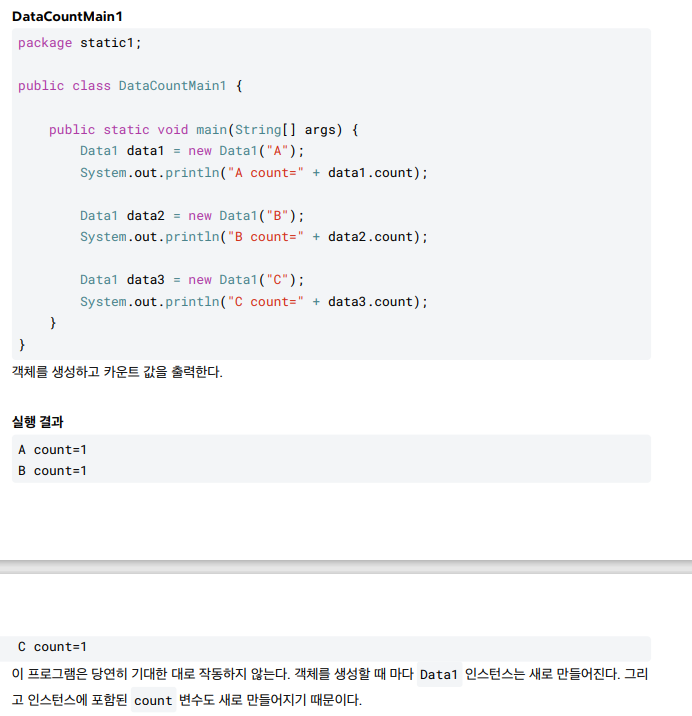 DataCountMain1
package static1;
public class DataCountMain1 {
public static void main(String[] args) {
Data1 data1 = new Data1("A");
System.out.println("A count=" + data1.count);
Data1 data2 = new Data1("B");
System.out.println("B count=" + data2.count);
Data1 data3 = new Data1("C");
System.out.println("C count=" + data3.count);
}
}
객체를 생성하고 카운트 값을 출력한다.
실행 결과
A count=1
B count=1
C count=1
이 프로그램은 당연히 기대한 대로 작동하지 않는다. 객체를 생성할 때 마다 Data1 인스턴스는 새로 만들어진다. 그리
고 인스턴스에 포함된 count 변수도 새로 만들어지기 때문이다.